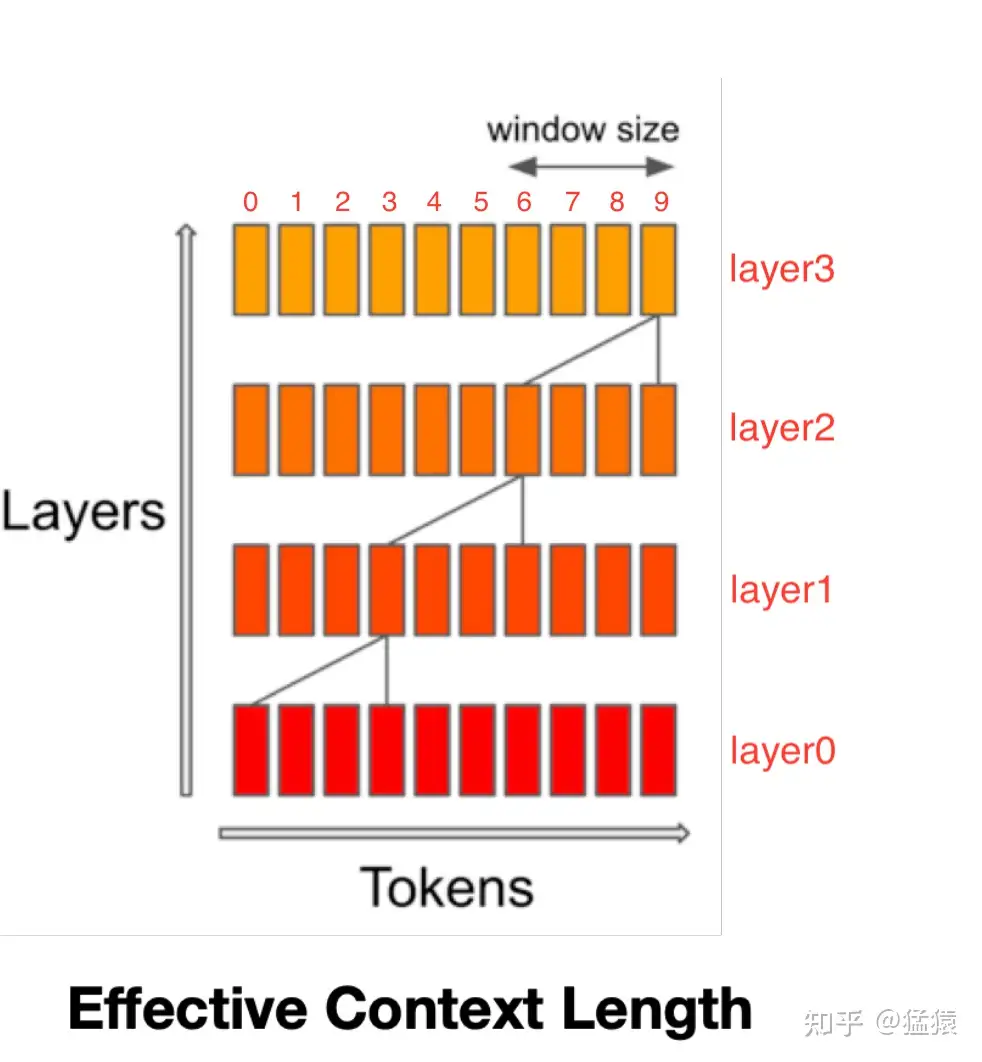 window size
0 1 2 3 4 5 6 7 8 9
layer3
layer2
Layers
layer1
layer0
Tokens
Effective Context Length
知乎 @猛猿